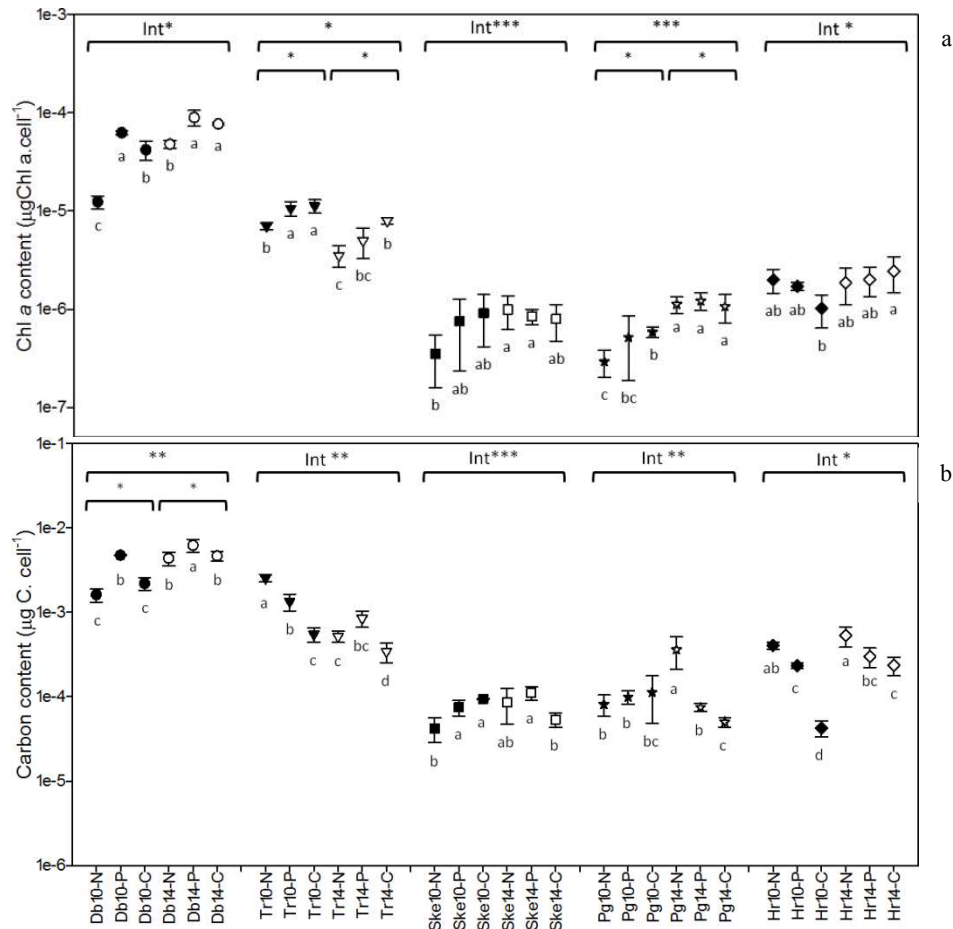 a
Chl a content (µgChl a.cell-1)
1e-3
1e-4
1e-5
1e-6
1e-7
Int* * Int*** *** Int *
* * * *
c a b b a a
b a a c bc b
b ab ab a a ab
c bc b a a a
ab ab b ab ab a
b
Carbon content (µg C. cell-1)
1e-1
1e-2
1e-3
1e-4
1e-5
1e-6
** Int ** Int*** Int ** Int *
* *
c b c b a b
a b c c bc d
b a a ab a b
b b bc a b c
ab c d a bc c
Db10-N
Db10-P
Db10-C
Db14-N
Db14-P
Db14-C
Tr10-N
Tr10-P
Tr10-C
Tr14-N
Tr14-P
Tr14-C
Ske10-N
Ske10-P
Ske10-C
Ske14-N
Ske14-P
Ske14-C
Pg10-N
Pg10-P
Pg10-C
Pg14-N
Pg14-P
Pg14-C
Hr10-N
Hr10-P
Hr10-C
Hr14-N
Hr14-P
Hr14-C